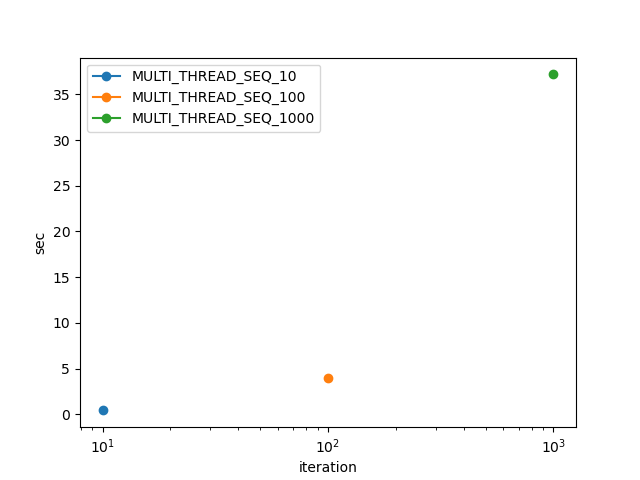 MULTI_THREAD_SEQ_10
MULTI_THREAD_SEQ_100
MULTI_THREAD_SEQ_1000
35
30
25
20
15
10
5
0
sec
10¹ 10² 10³
iteration